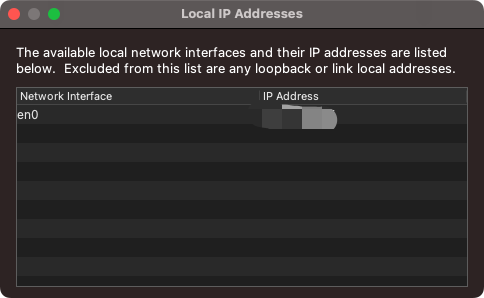 Local IP Addresses
The available local network interfaces and their IP addresses are listed
below.  Excluded from this list are any loopback or link local addresses.
Network Interface IP Address
en0